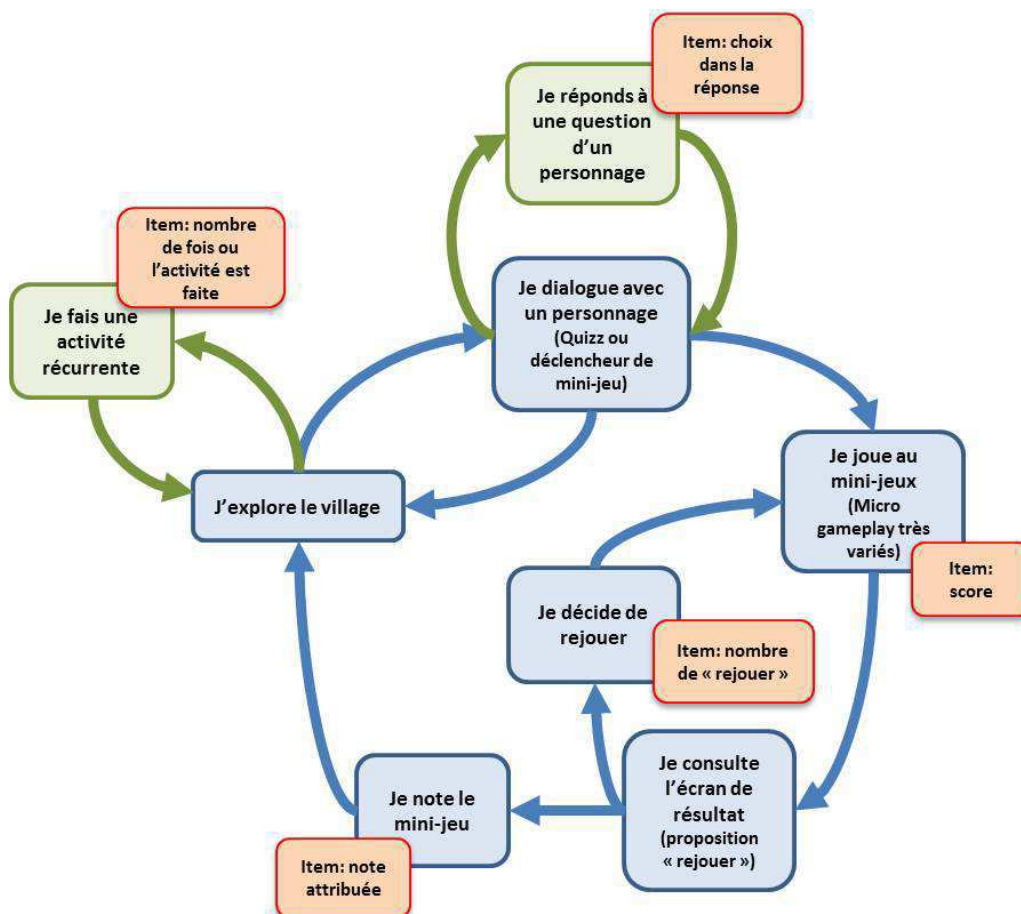 Item: choix
dans la
réponse
Je réponds à
une question
d’un
personnage
Item: nombre
de fois ou
l’activité est
faite
Je fais une
activité
récurrente
Je dialogue avec
un personnage
(Quizz ou
déclencheur de
mini-jeu)
J’explore le village
Je joue au
mini-jeux
(Micro
gameplay très
variés)
Item:
score
Je décide de
rejouer
Item: nombre
de « rejouer »
Je consulte
l’écran de
résultat
(proposition
« rejouer »)
Je note le
mini-jeu
Item: note
attribuée